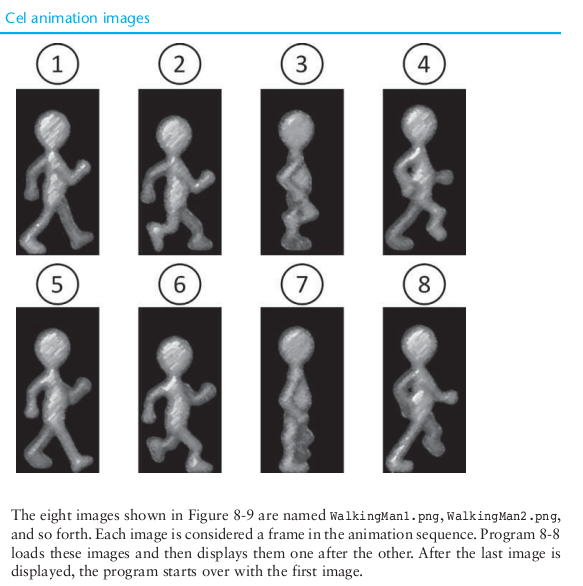 Cel animation images
1 2 3 4
5 6 7 8
The eight images shown in Figure 8-9 are named WalkingMan1.png, WalkingMan2.png,
and so forth. Each image is considered a frame in the animation sequence. Program 8-8
loads these images and then displays them one after the other. After the last image is
displayed, the program starts over with the first image.